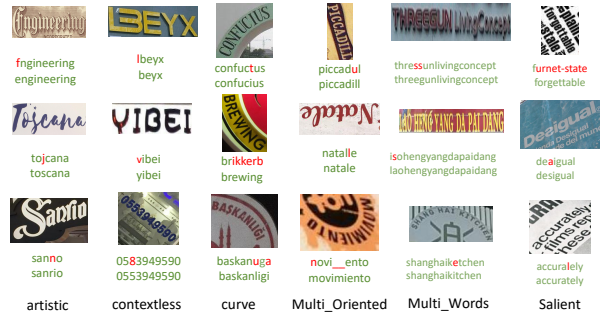 Engineering LBEYX CONFUCIUS PICCADILL THREEGUN LivingConcept
fngineering lbeyx confuctus piccadul thressunlivingconcept furnet-state
engineering beyx confucius piccadill threegunlivingconcept forgettable
Toscana YIBEI BREWING Natale LAO HENG YANG DA PAI DANG Desigual
tojcana vibei brikkerb natalle isohengyangdapaidang deaigual
toscana yibei brewing natale laohengyangdapaidang desigual
Sanrio 0553949590 BASKANLIĞI MOVIMIENTO SHANG HAI KITCHEN accurately
sanno 0583949590 baskanuga novi__ento shanghaiketchen accuralely
sanrio 0553949590 baskanligi movimiento shanghaikitchen accurately
artistic contextless curve Multi_Oriented Multi_Words Salient